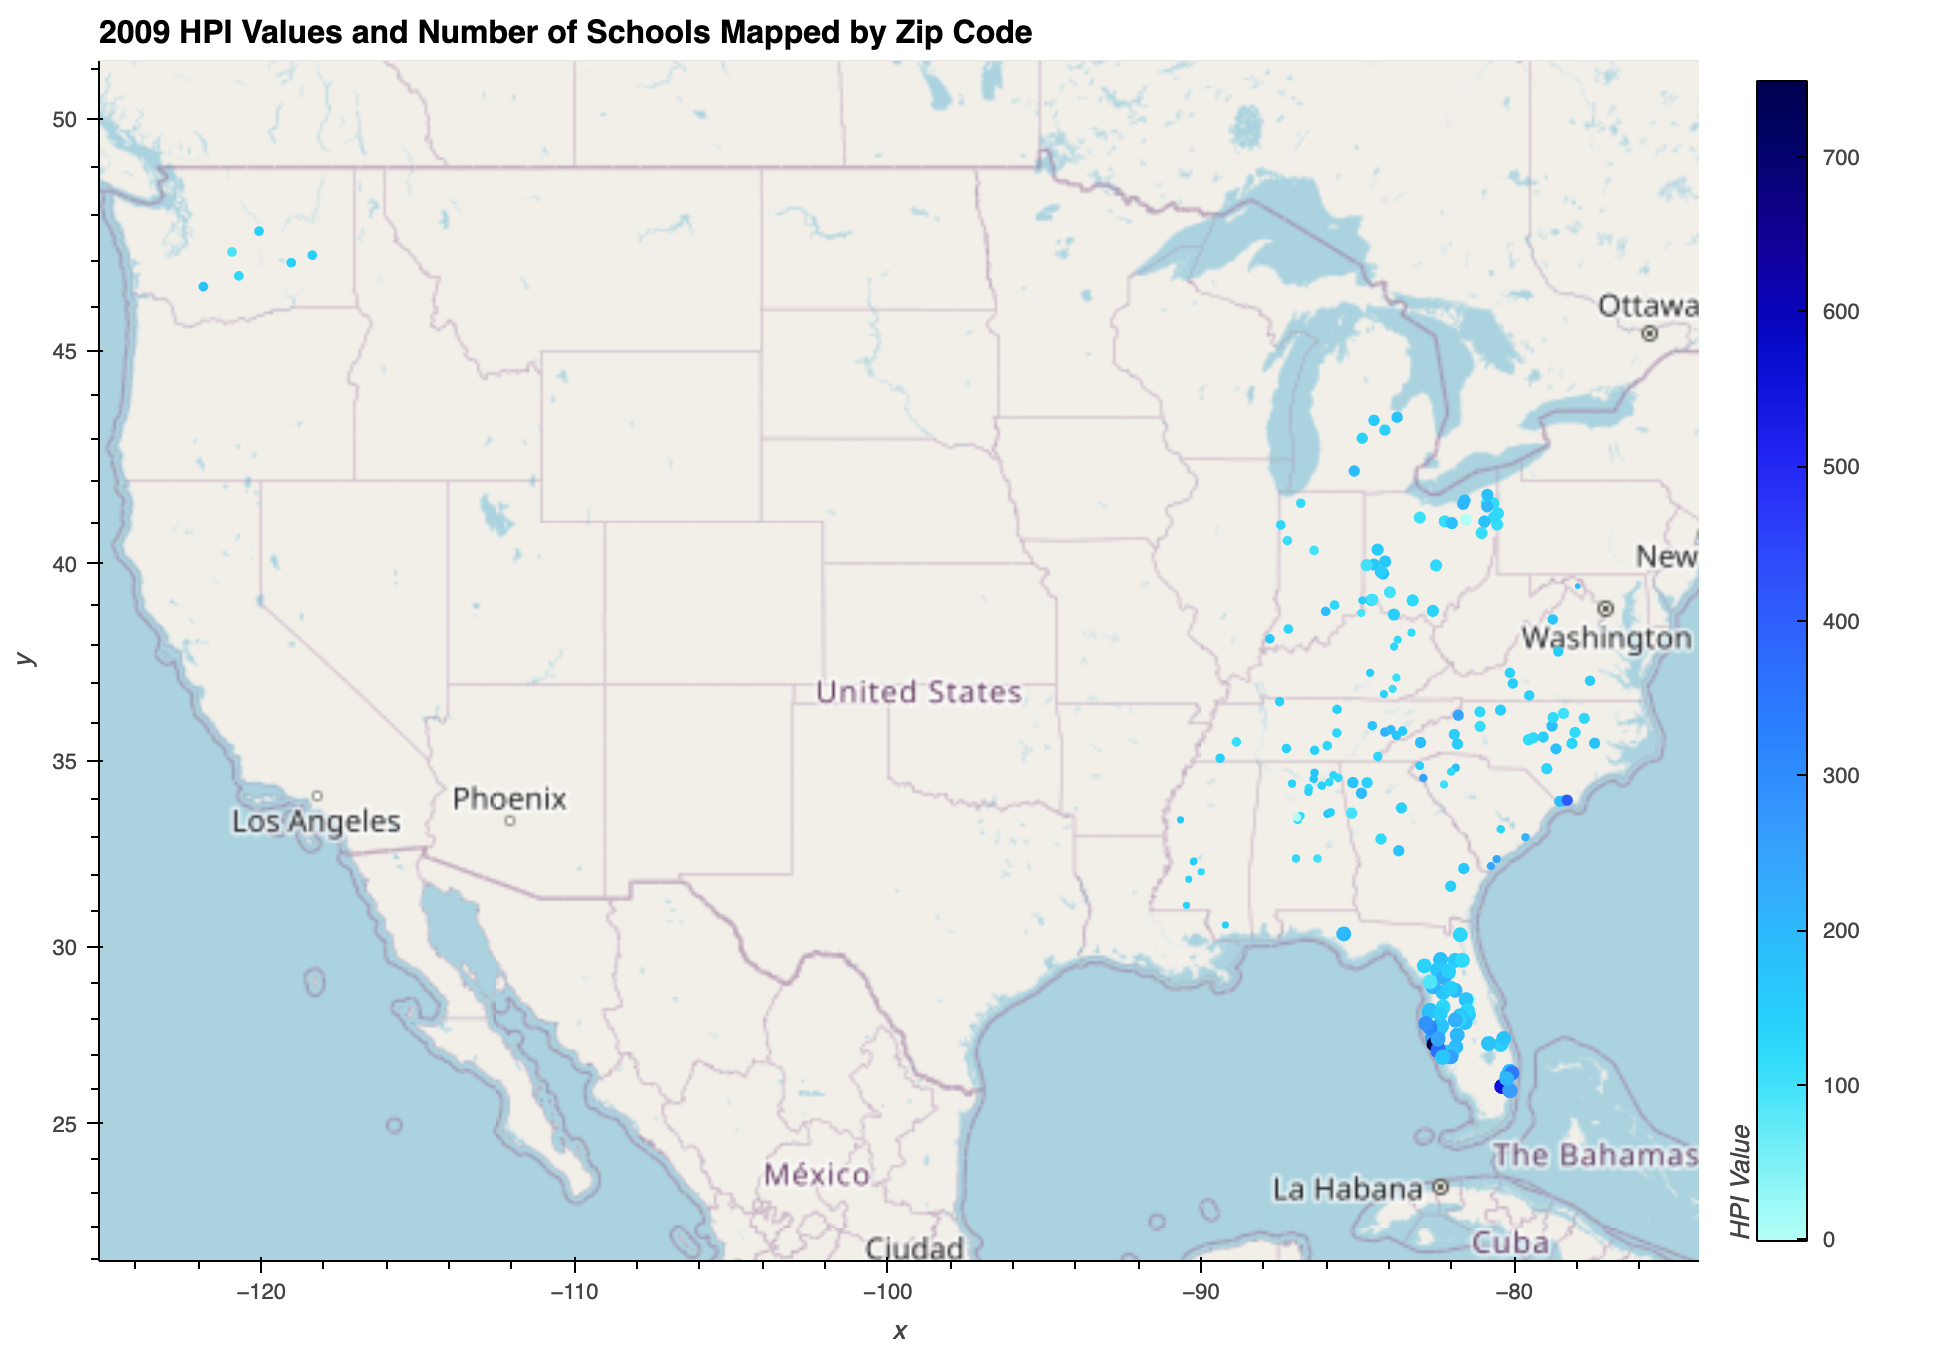 2009 HPI Values and Number of Schools Mapped by Zip Code
50
45
40
35
30
25
y
−120
−110
−100
−90
−80
x
Ottawa
New
Washington
United States
Phoenix
Los Angeles
México
Ciudad
La Habana
The Bahamas
Cuba
700
600
500
400
300
200
100
0
HPI Value